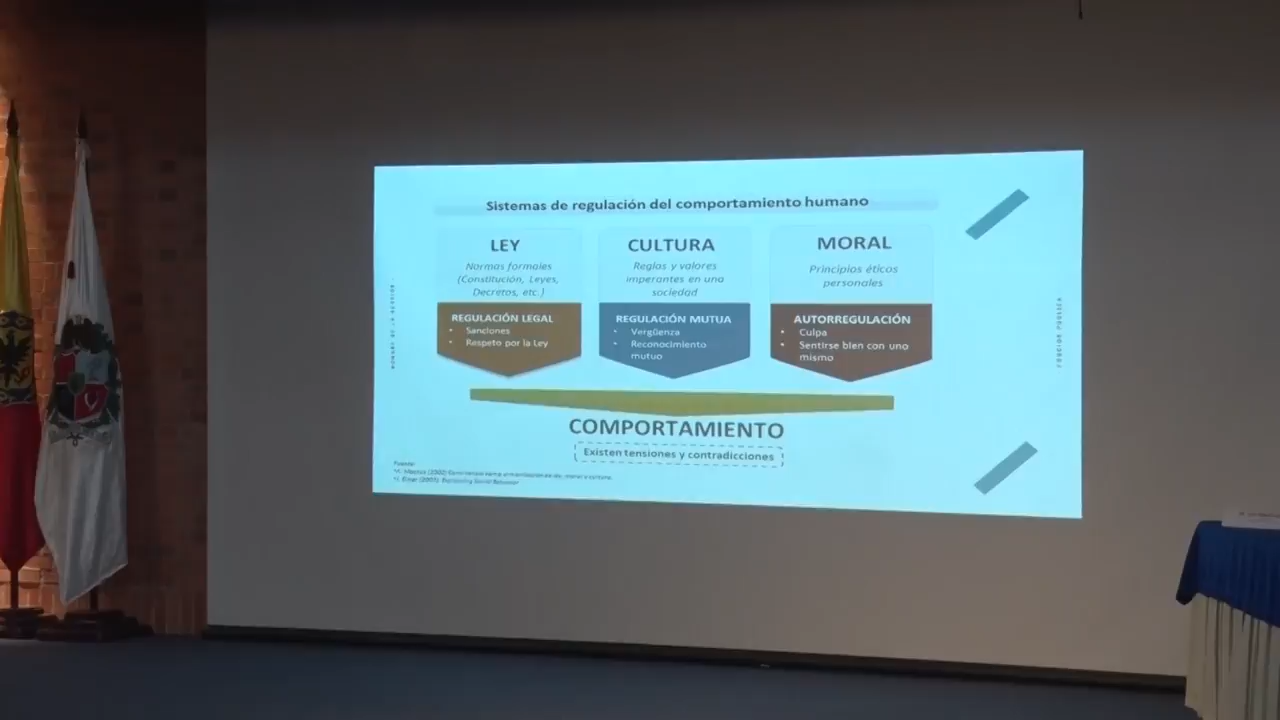 Sistemas de regulación del comportamiento humano
LEY
Normas formales
(Constitución, Leyes,
Decretos, etc.)
REGULACIÓN LEGAL
• Sanciones
• Respeto por la Ley
CULTURA
Reglas y valores
imperantes en una
sociedad
REGULACIÓN MUTUA
• Vergüenza
• Reconocimiento
mutuo
MORAL
Principios éticos
personales
AUTORREGULACIÓN
• Culpa
• Sentirse bien con uno
mismo
COMPORTAMIENTO
Existen tensiones y contradicciones